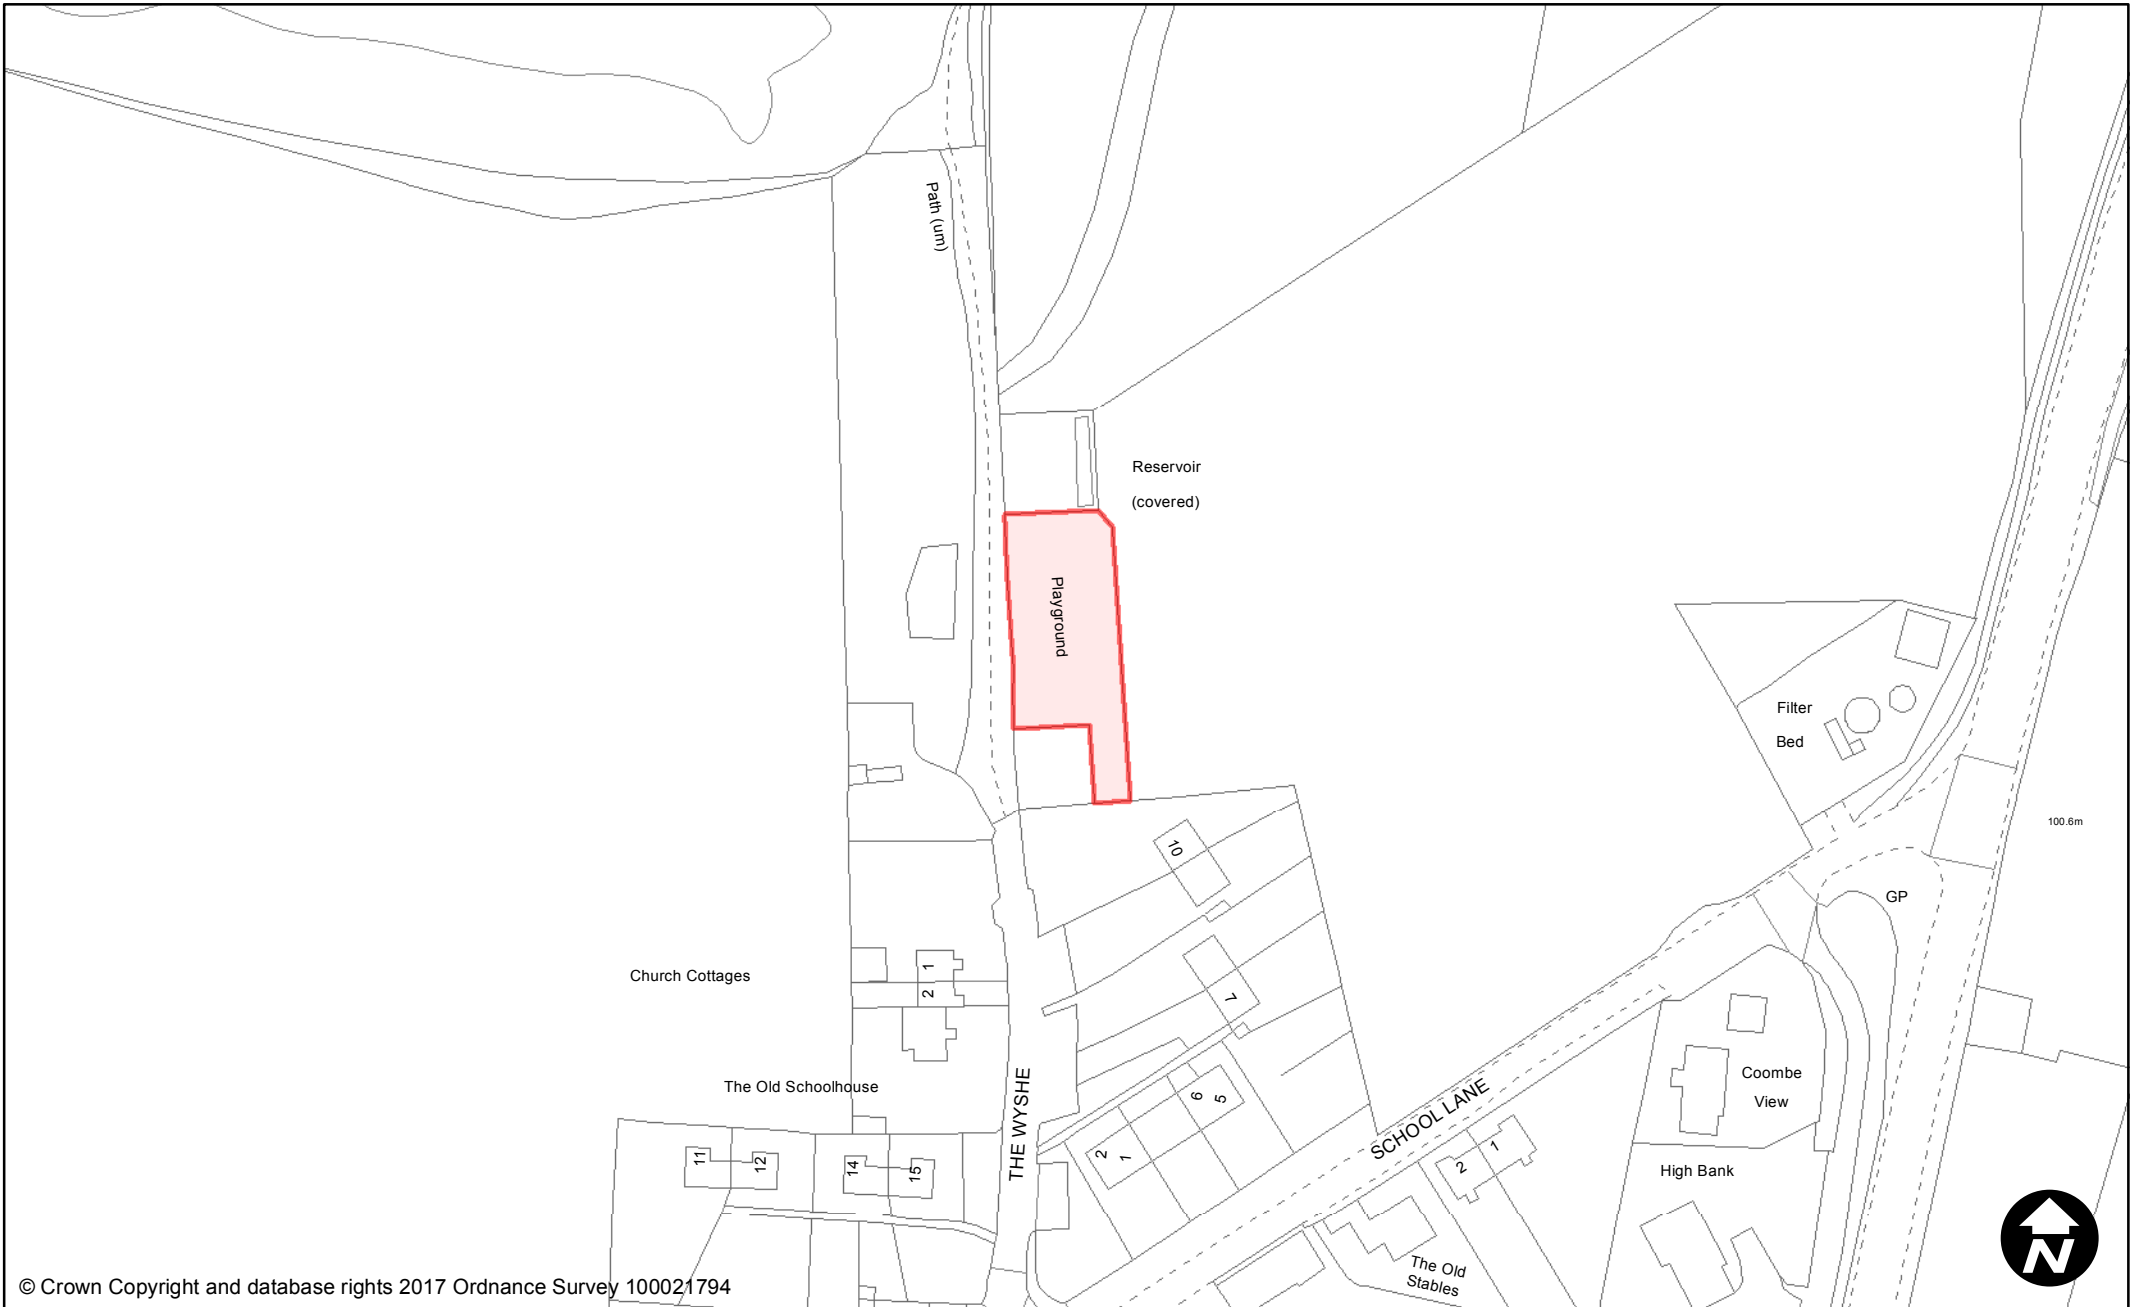 Path (um)
Reservoir
(covered)
Playground
Filter
Bed
100.6m
10
GP
7
Church Cottages
1
2
The Old Schoolhouse
THE WYSHE
6
5
2
1
SCHOOL LANE
2
1
Coombe
View
11
12
14
15
High Bank
The Old
Stables
N
© Crown Copyright and database rights 2017 Ordnance Survey 100021794